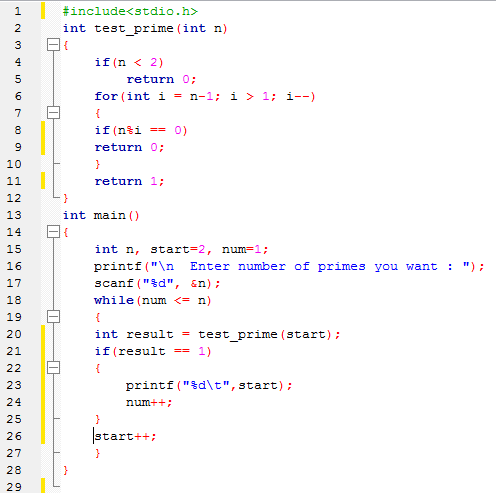 1 #include<stdio.h>
2 int test_prime(int n)
3 {
4 if(n < 2)
5 return 0;
6 for(int i = n-1; i > 1; i--)
7 {
8 if(n%i == 0)
9 return 0;
10 }
11 return 1;
12 }
13 int main()
14 {
15 int n, start=2, num=1;
16 printf("\n  Enter number of primes you want : ");
17 scanf("%d", &n);
18 while(num <= n)
19 {
20 int result = test_prime(start);
21 if(result == 1)
22 {
23 printf("%d\t",start);
24 num++;
25 }
26 start++;
27 }
28 }
29